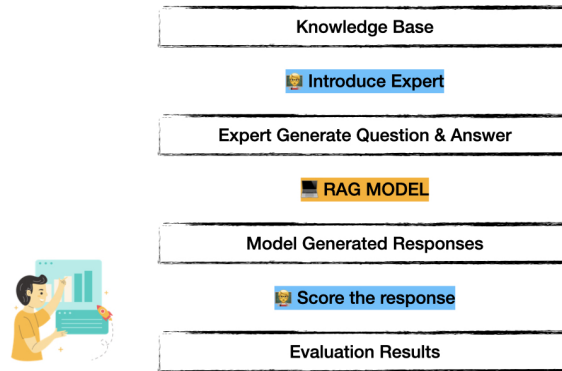 Knowledge Base
Introduce Expert
Expert Generate Question & Answer
RAG MODEL
Model Generated Responses
Score the response
Evaluation Results